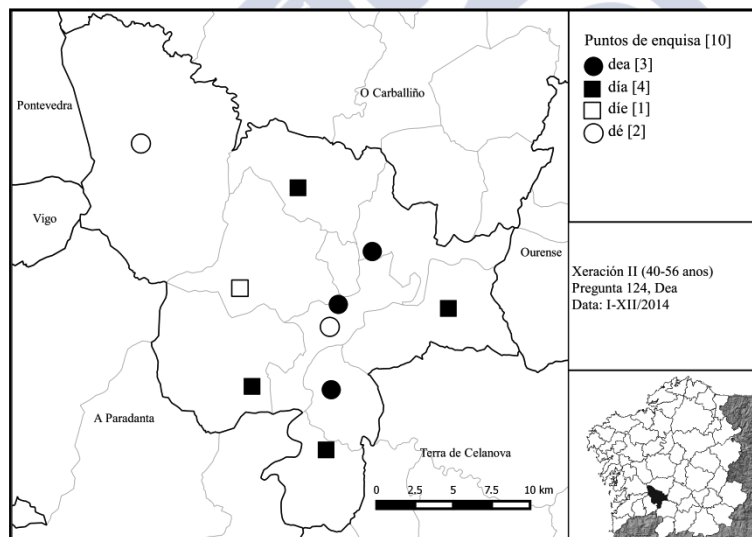 Pontevedra
O Carballiño
Vigo
Ourense
A Paradanta
Terra de Celanova
0 2,5 5 7.5 10 km
Puntos de enquisa [10]
dea [3]
día [4]
díe [1]
dé [2]
Xeración II (40-56 anos)
Pregunta 124, Dea
Data: I-XII/2014